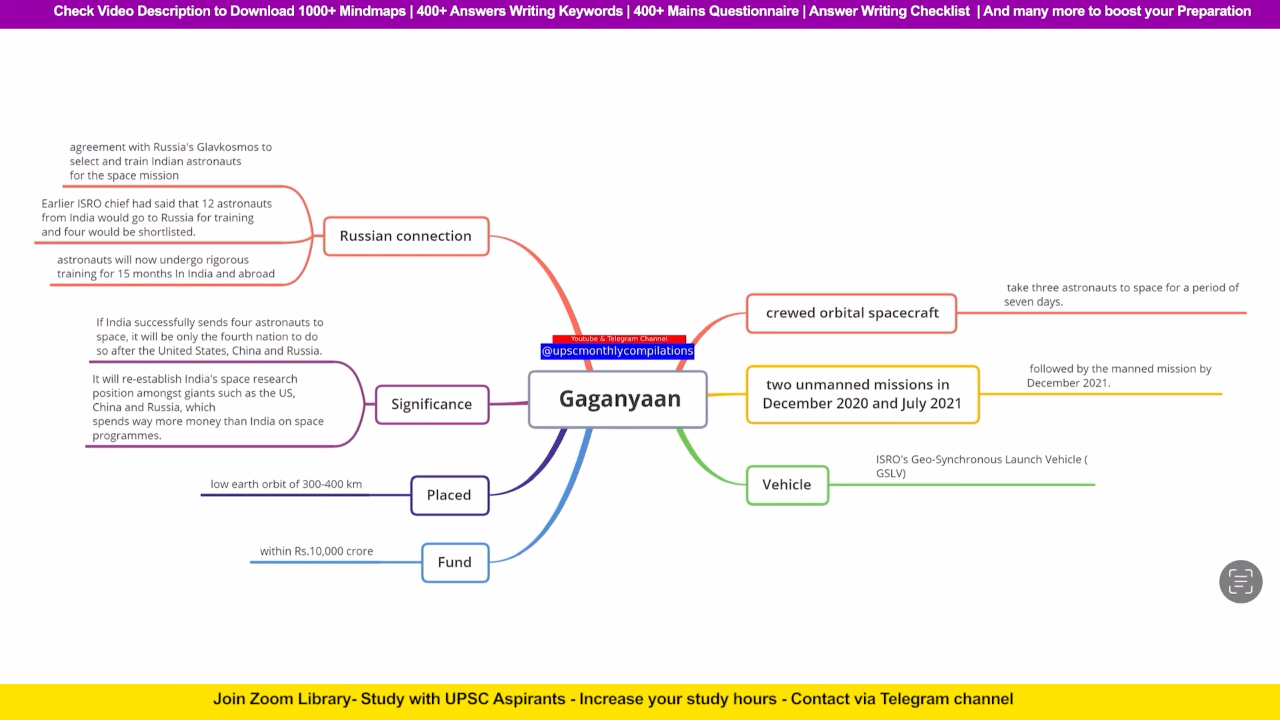 Check Video Description to Download 1000+ Mindmaps | 400+ Answers Writing Keywords | 400+ Mains Questionnaire | Answer Writing Checklist | And many more to boost your Preparation
agreement with Russia's Glavkosmos to
select and train Indian astronauts
for the space mission
Earlier ISRO chief had said that 12 astronauts
from India would go to Russia for training
and four would be shortlisted.
astronauts will now undergo rigorous
training for 15 months In India and abroad
Russian connection
If India successfully sends four astronauts to
space, it will be only the fourth nation to do
so after the United States, China and Russia.
It will re-establish India's space research
position amongst giants such as the US,
China and Russia, which
spends way more money than India on space
programmes.
Significance
low earth orbit of 300-400 km
Placed
within Rs.10,000 crore
Fund
Youtube & Telegram Channel
@upscmonthlycompilations
Gaganyaan
crewed orbital spacecraft
take three astronauts to space for a period of
seven days.
two unmanned missions in
December 2020 and July 2021
followed by the manned mission by
December 2021.
Vehicle
ISRO's Geo-Synchronous Launch Vehicle (
GSLV)
Join Zoom Library- Study with UPSC Aspirants - Increase your study hours - Contact via Telegram channel